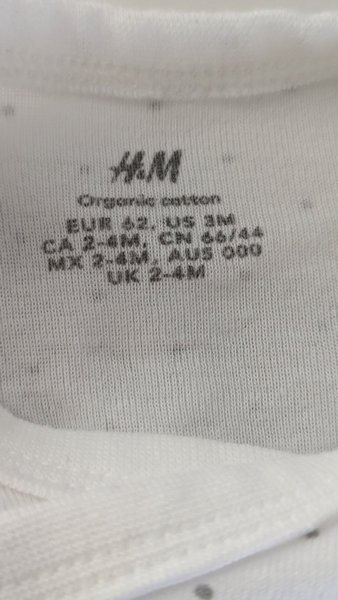 H&M
Organic cotton
EUR 62, US 3M
CA 2-4M, CN 66/44
MX 2-4M, AUS 000
UK 2-4M